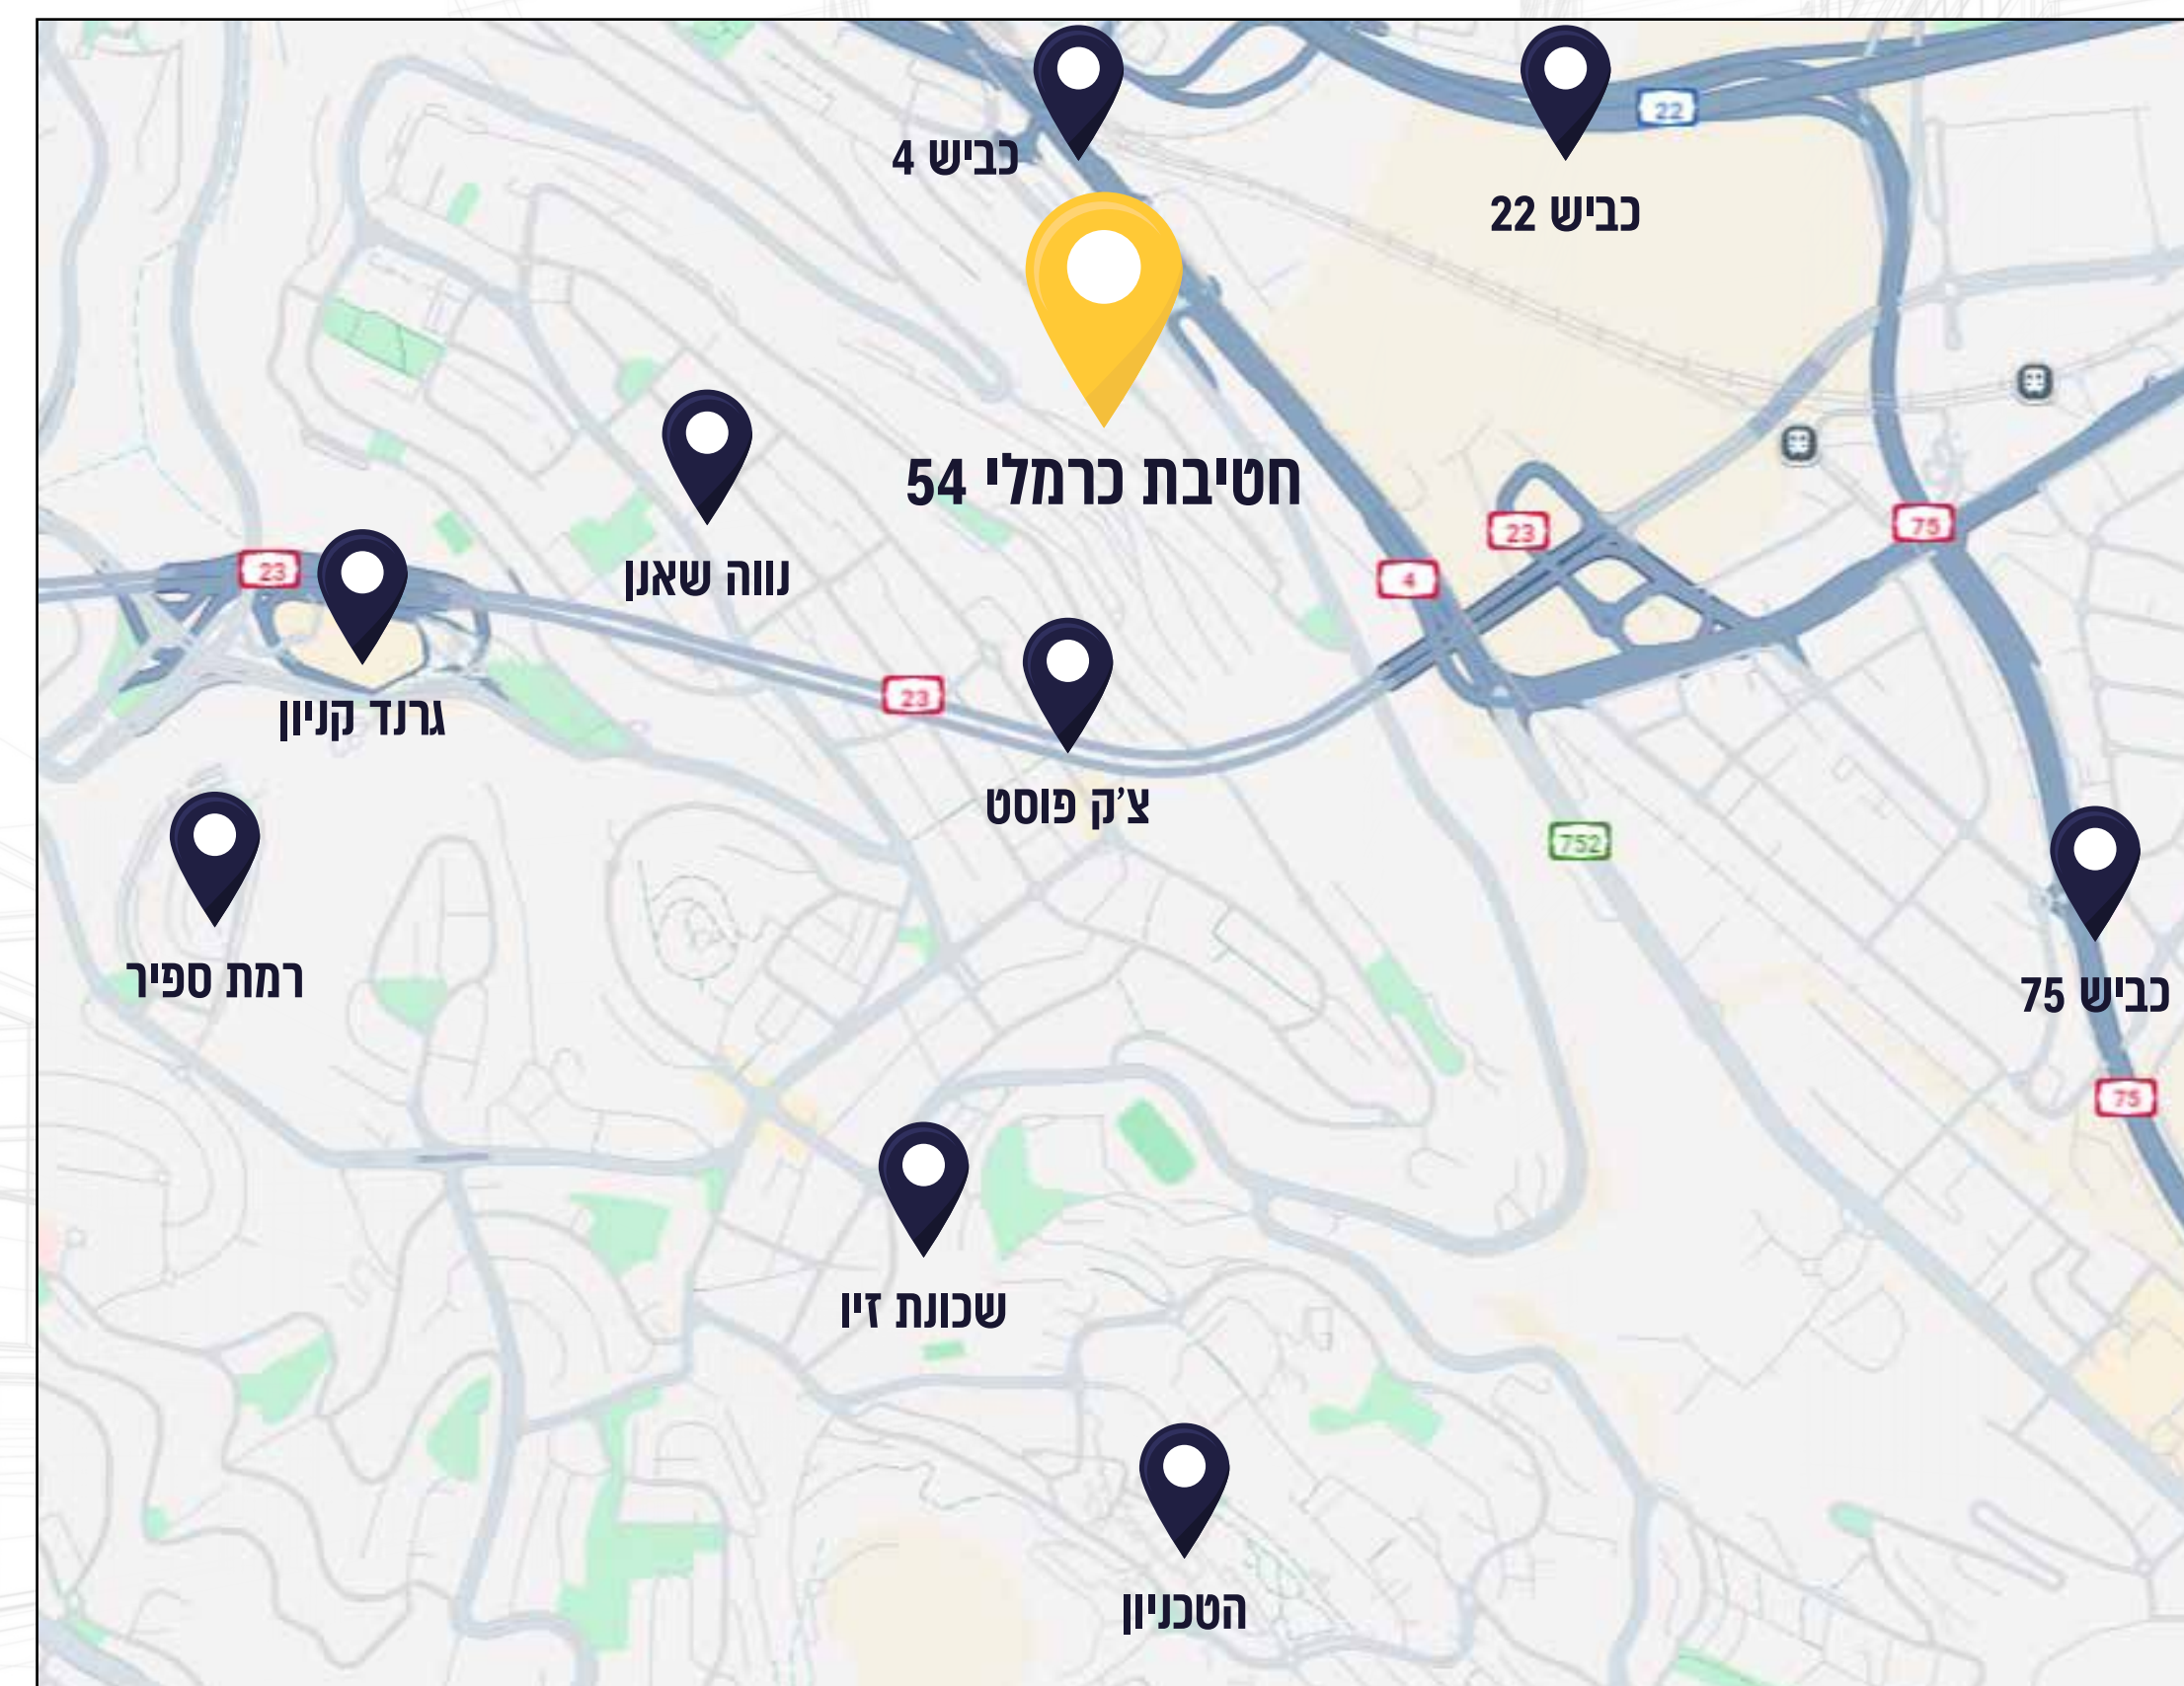 22
כביש 4
כביש 22
חטיבת כרמלי 54
75
23
4
23
נווה שאנן
23
גרנד קניון
צ'ק פוסט
752
רמת ספיר
כביש 75
75
שכונת זיו
הטכניון